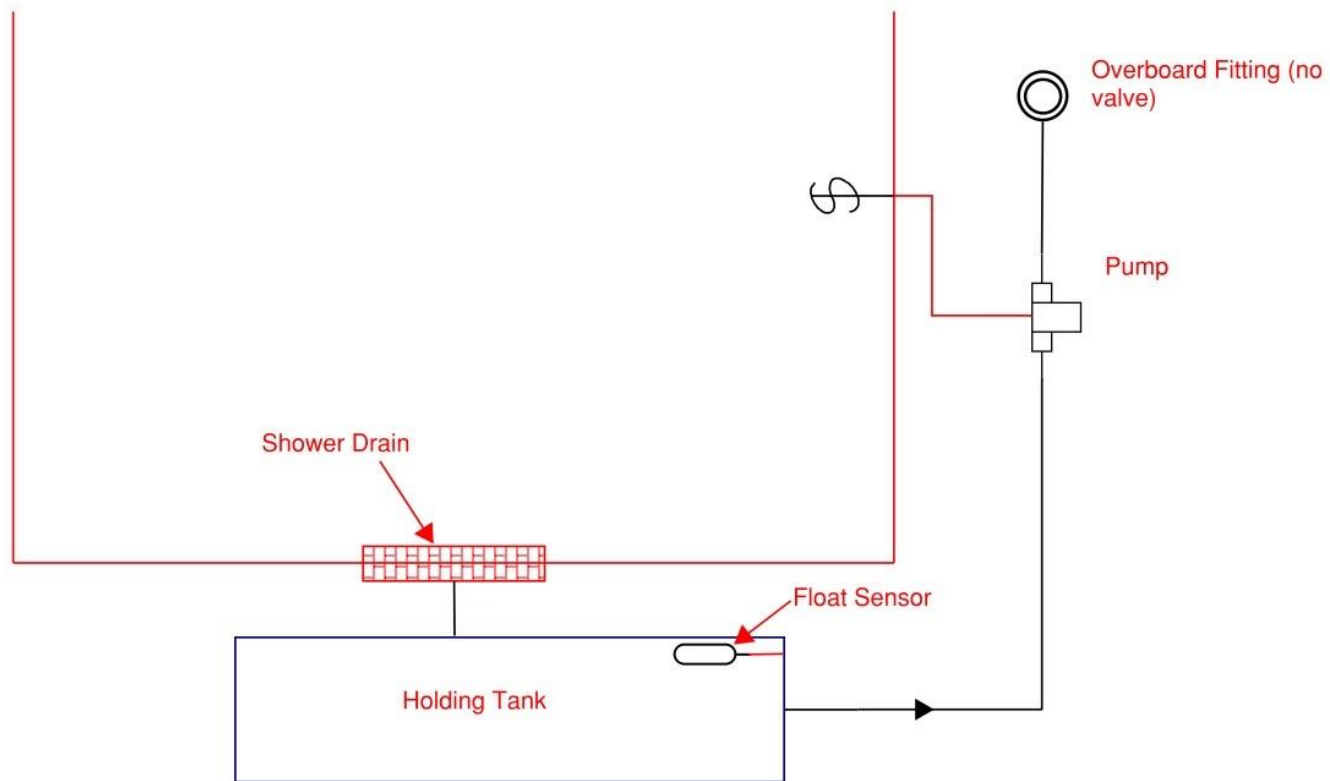 Overboard Fitting (no
valve)
Pump
Shower Drain
Float Sensor
Holding Tank